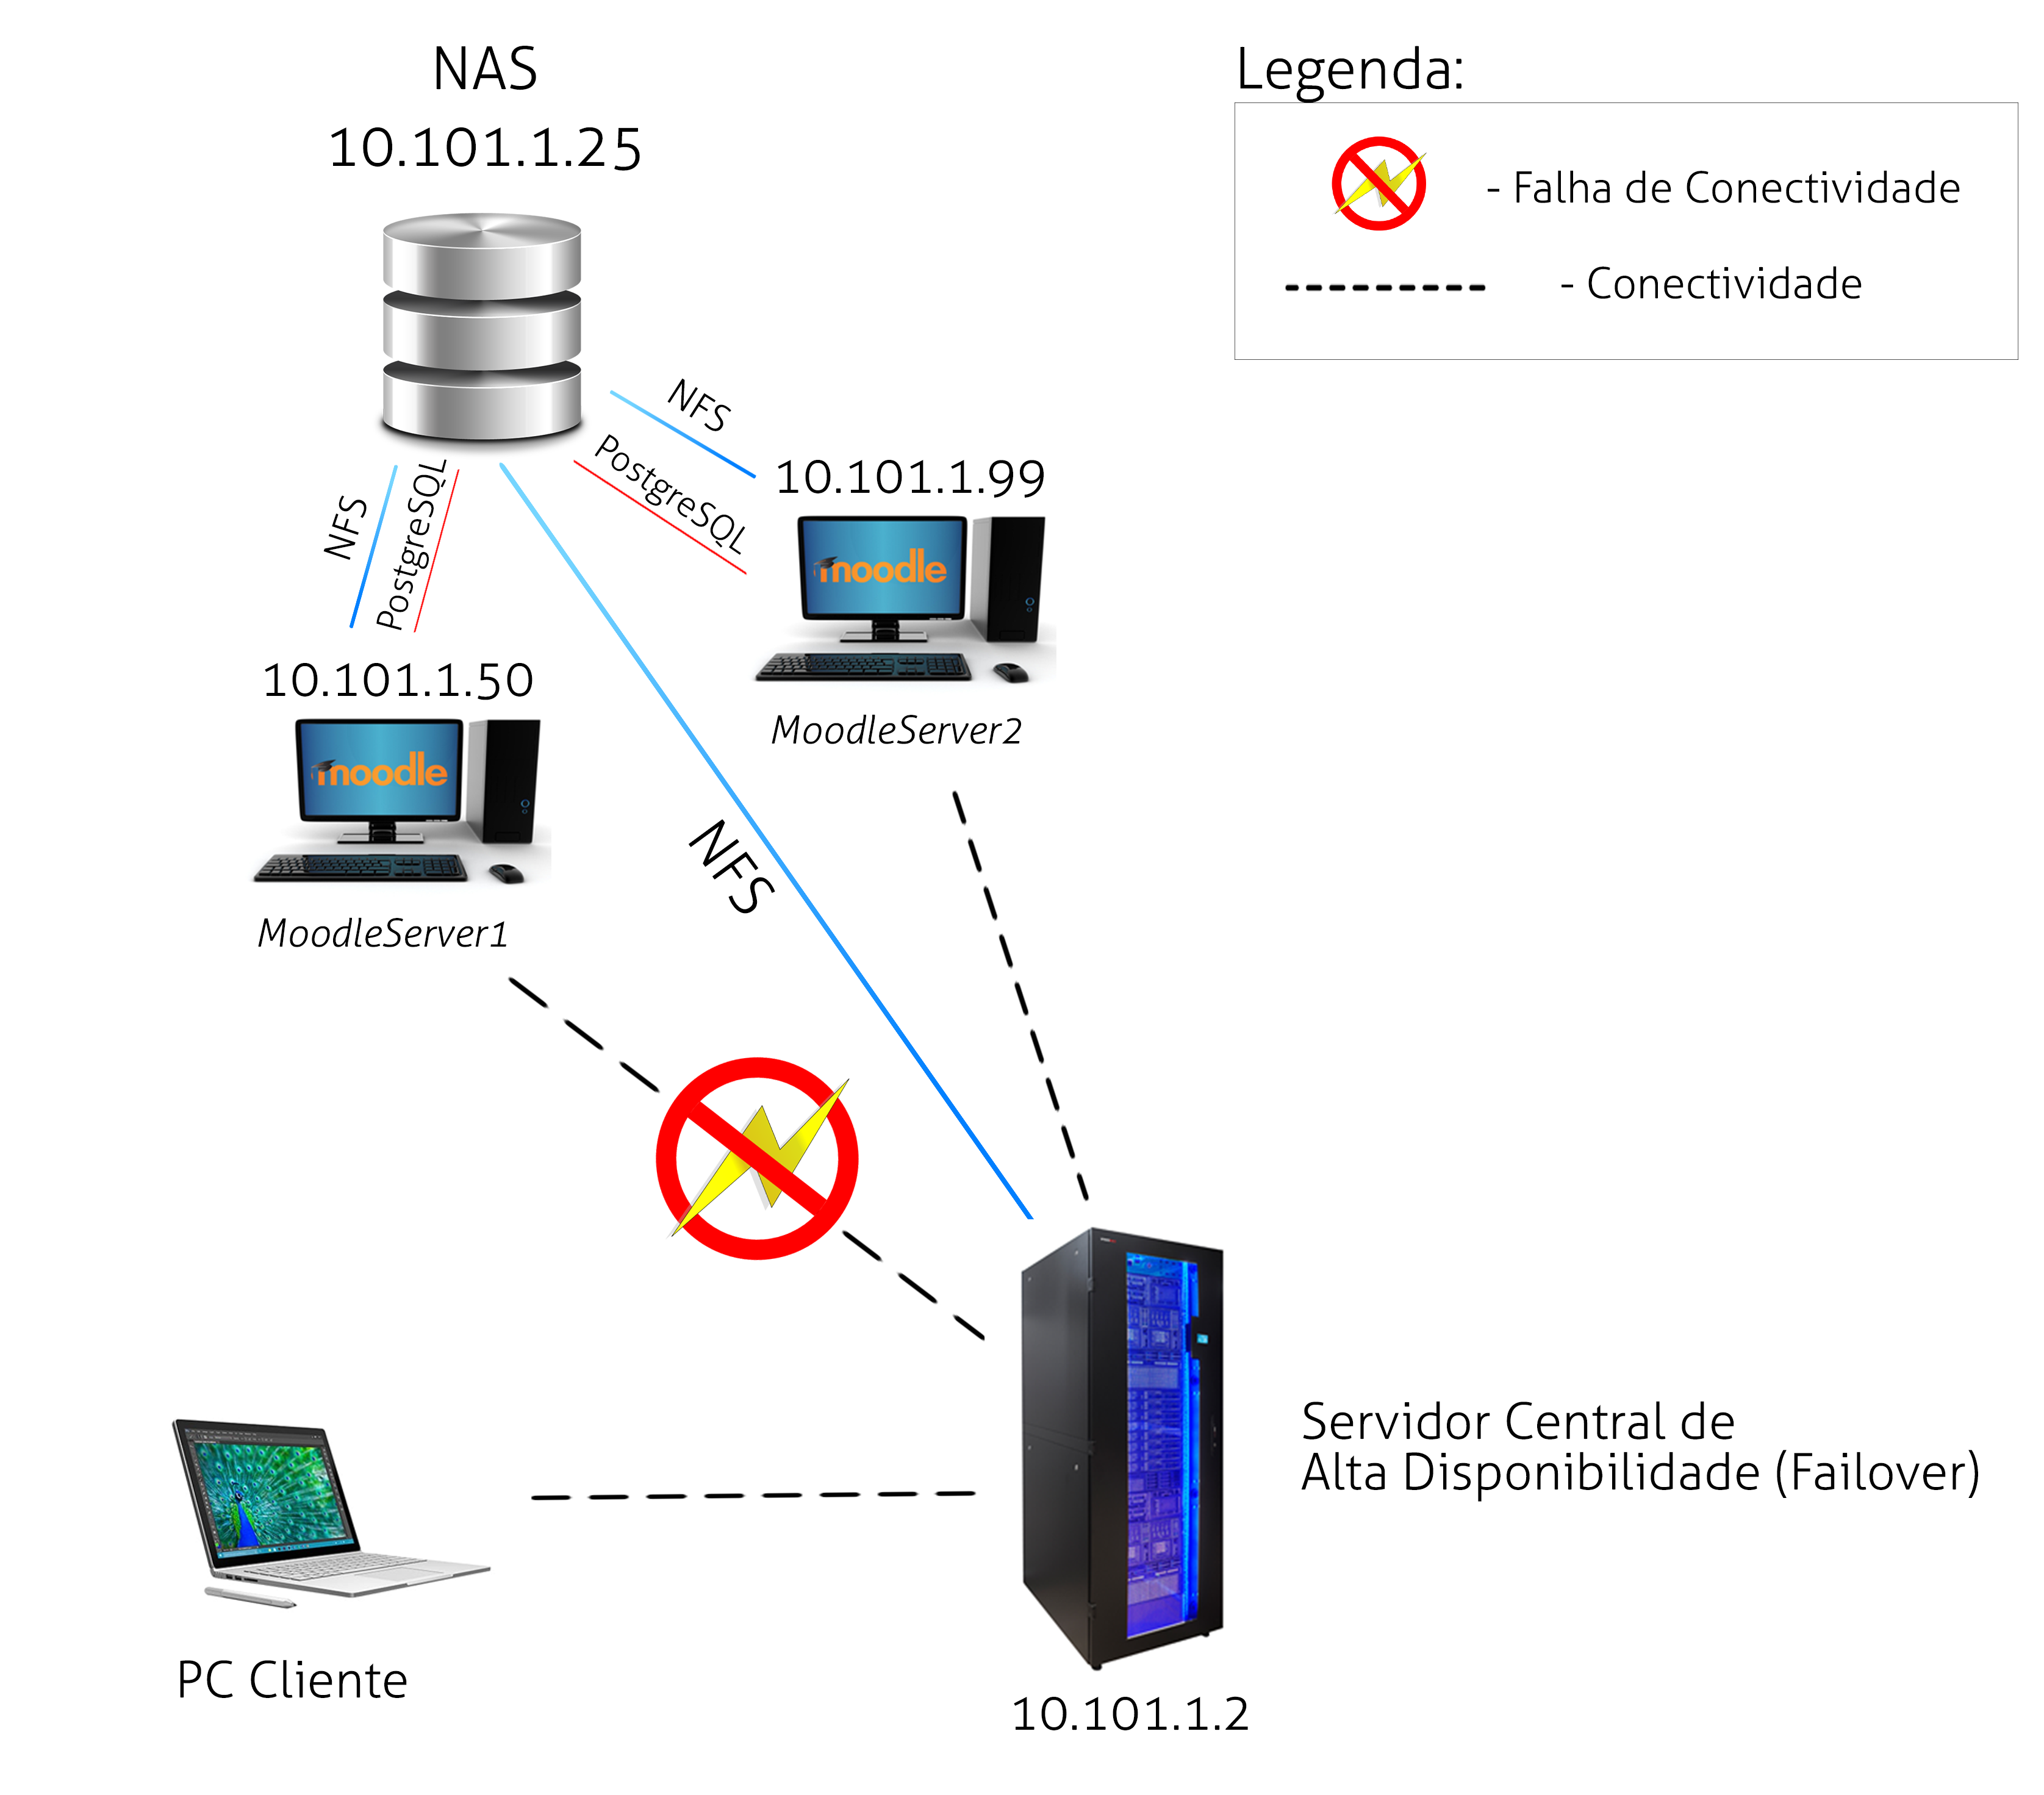 NAS
10.101.1.25
Legenda:
- Falha de Conectividade
- Conectividade
NFS
PostgreSQL
NFS
PostgreSQL
10.101.1.99
moodle
MoodleServer2
10.101.1.50
moodle
MoodleServer1
NFS
Servidor Central de
Alta Disponibilidade (Failover)
PC Cliente
10.101.1.2